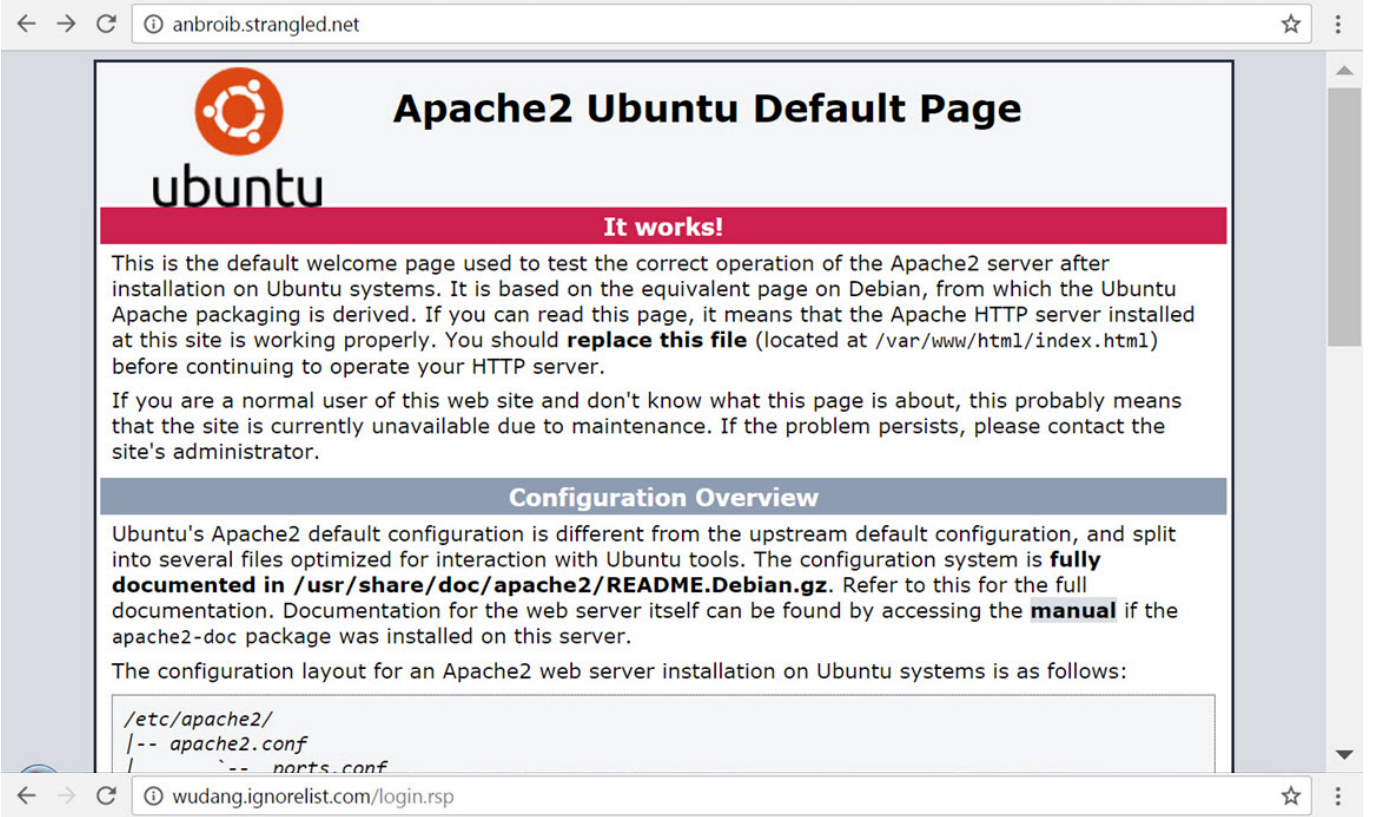 anbroib.strangled.net
ubuntu
Apache2 Ubuntu Default Page
It works!
This is the default welcome page used to test the correct operation of the Apache2 server after
installation on Ubuntu systems. It is based on the equivalent page on Debian, from which the Ubuntu
Apache packaging is derived. If you can read this page, it means that the Apache HTTP server installed
at this site is working properly. You should replace this file (located at /var/www/html/index.html)
before continuing to operate your HTTP server.
If you are a normal user of this web site and don't know what this page is about, this probably means
that the site is currently unavailable due to maintenance. If the problem persists, please contact the
site's administrator.
Configuration Overview
Ubuntu's Apache2 default configuration is different from the upstream default configuration, and split
into several files optimized for interaction with Ubuntu tools. The configuration system is fully
documented in /usr/share/doc/apache2/README.Debian.gz. Refer to this for the full
documentation. Documentation for the web server itself can be found by accessing the manual if the
apache2-doc package was installed on this server.
The configuration layout for an Apache2 web server installation on Ubuntu systems is as follows:
/etc/apache2/
|-- apache2.conf
|       `--  ports.conf
wudang.ignorelist.com/login.rsp